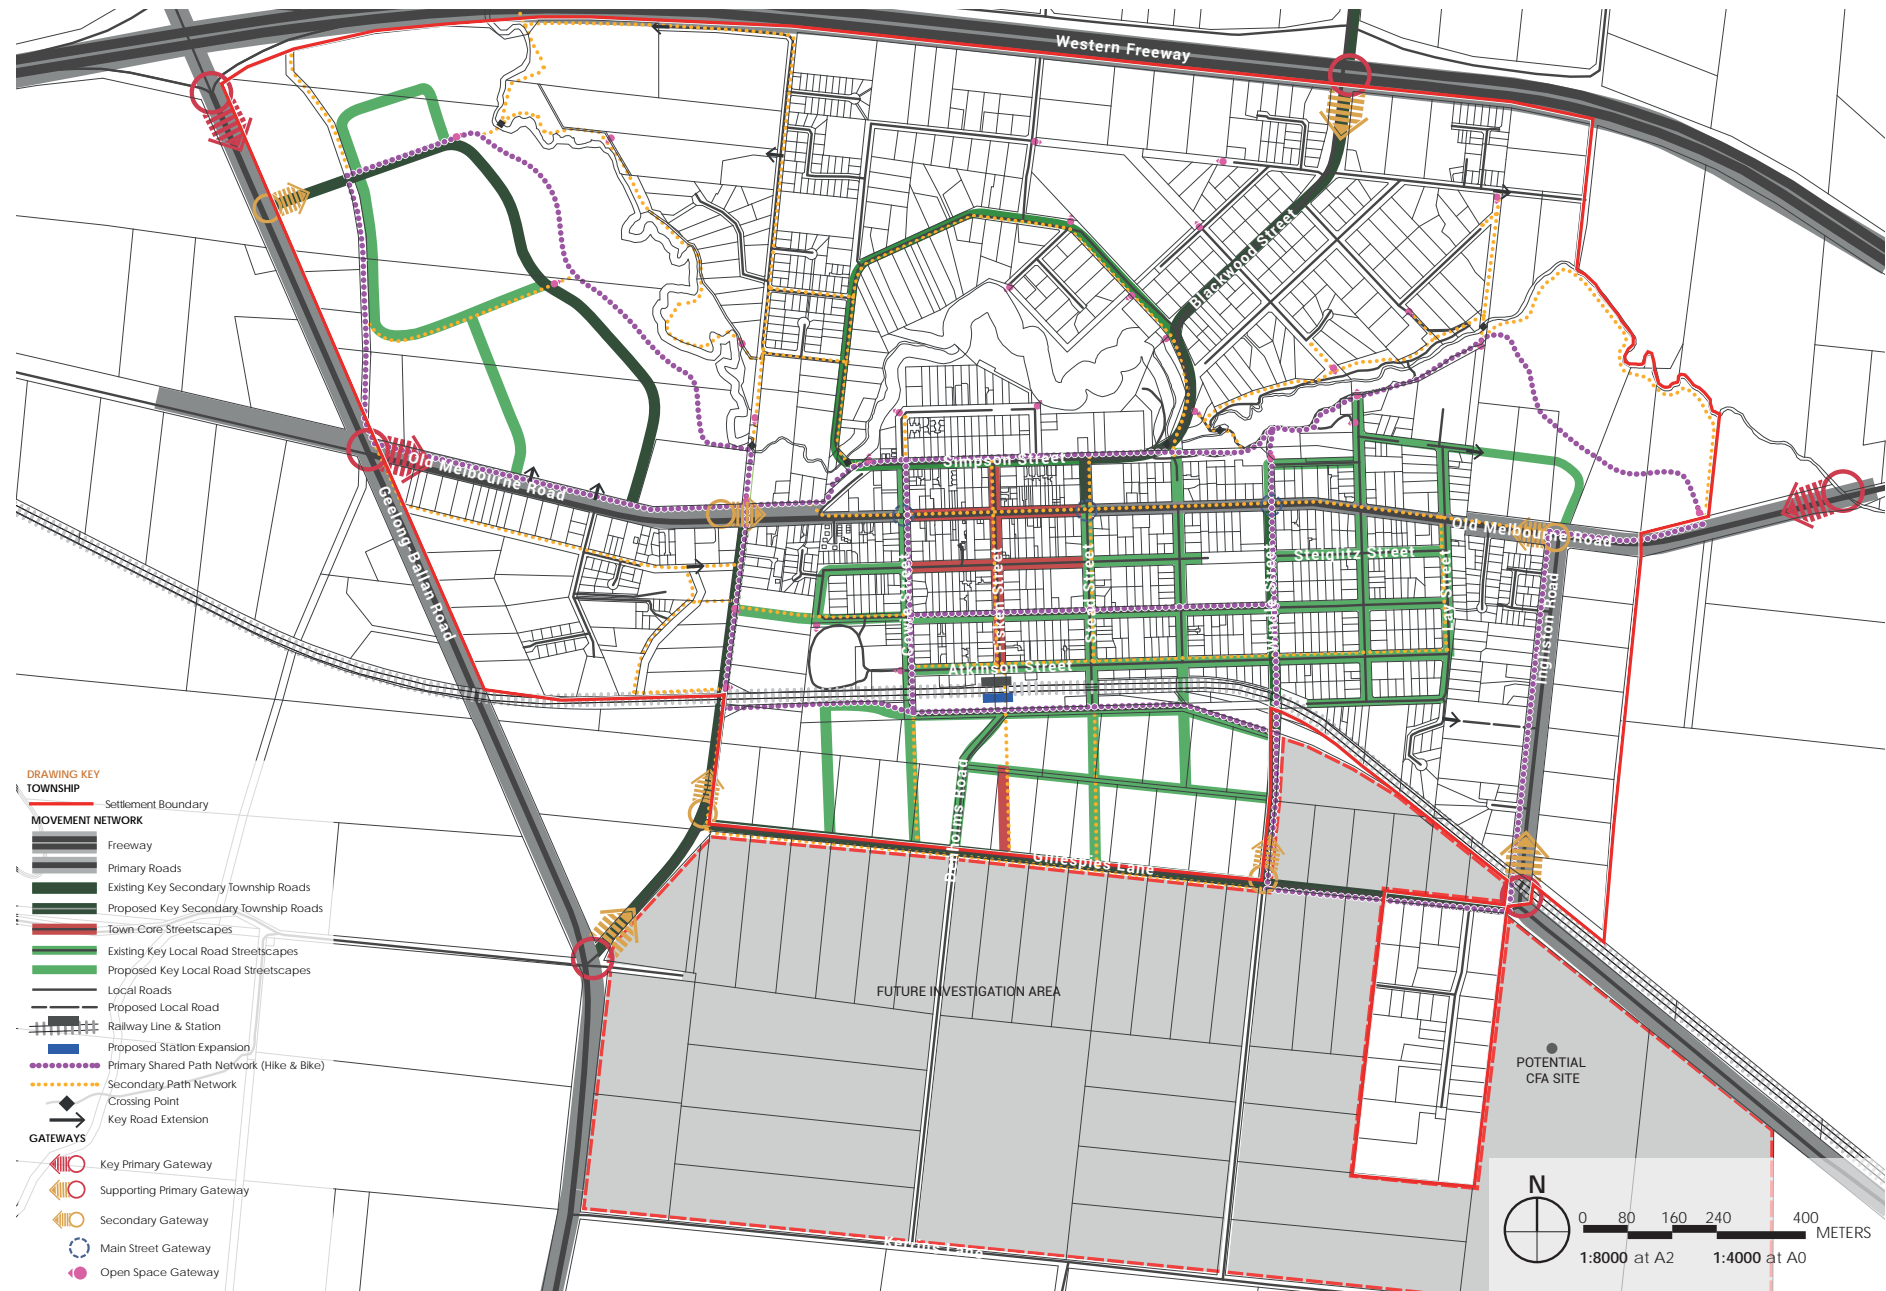 Western Freeway
Blackwood Street
Simpson Street
Old Melbourne Road
Geelong-Ballan Road
Old Melbourne Road
Steiglitz Street
Fisken Street
Stead Street
Lay Street
Inglis­ton Road
Atkinson Street
Gillespies Lane
FUTURE INVESTIGATION AREA
POTENTIAL
CFA SITE
Kerrins Lane
DRAWING KEY
TOWNSHIP
Settlement Boundary
MOVEMENT NETWORK
Freeway
Primary Roads
Existing Key Secondary Township Roads
Proposed Key Secondary Township Roads
Town Core Streetscapes
Existing Key Local Road Streetscapes
Proposed Key Local Road Streetscapes
Local Roads
Proposed Local Road
Railway Line & Station
Proposed Station Expansion
Primary Shared Path Network (Hike & Bike)
Secondary Path Network
Crossing Point
Key Road Extension
GATEWAYS
Key Primary Gateway
Supporting Primary Gateway
Secondary Gateway
Main Street Gateway
Open Space Gateway
N
0 80 160 240 400
METERS
1:8000 at A2 1:4000 at A0